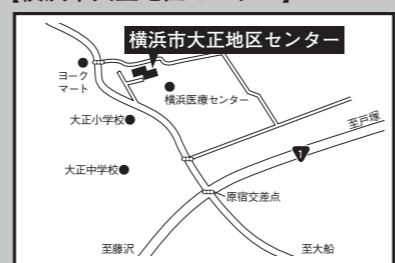 横浜市大正地区センター
ヨーク
マート
横浜医療センター
大正小学校
至戸塚
1
大正中学校
原宿交差点
至藤沢
至大船